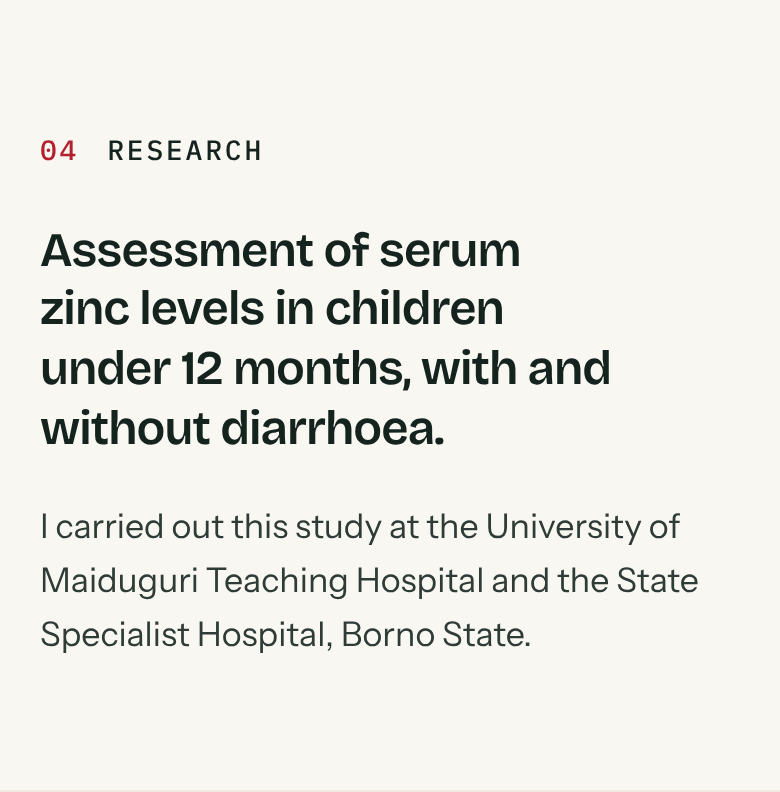 04 RESEARCH
Assessment of serum
zinc levels in children
under 12 months, with and
without diarrhoea.
I carried out this study at the University of
Maiduguri Teaching Hospital and the State
Specialist Hospital, Borno State.